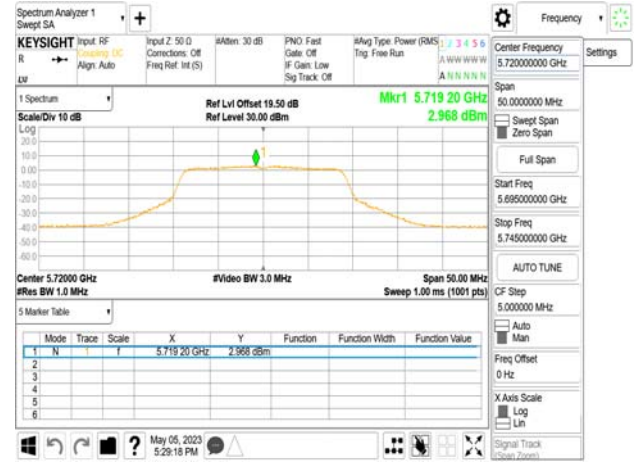 Spectrum Analyzer 1
Swept SA
+
Frequency
KEYSIGHT
Input: RF
Coupling: DC
Align: Auto
Input Z: 50 Ω
Corrections: Off
Freq Ref: Int (S)
#Atten: 30 dB
PNO: Fast
Gate: Off
IF Gain: Low
Sig Track: Off
#Avg Type: Power (RMS
Trig: Free Run
1 2 3 4 5 6
A W W W W W
A N N N N N
R
1 Spectrum
Scale/Div 10 dB
Log
Ref Lvl Offset 19.50 dB
Ref Level 30.00 dBm
Mkr1 5.719 20 GHz
2.968 dBm
1
20.0
10.0
0.00
-10.0
-20.0
-30.0
-40.0
-50.0
-60.0
Center 5.72000 GHz
#Res BW 1.0 MHz
#Video BW 3.0 MHz
Span 50.00 MHz
Sweep 1.00 ms (1001 pts)
5 Marker Table
Mode Trace Scale X Y Function Function Width Function Value
1 N 1 f 5.719 20 GHz 2.968 dBm
2
3
4
5
6
May 05, 2023
5:29:18 PM
Center Frequency
5.720000000 GHz
Settings
Span
50.0000000 MHz
Swept Span
Zero Span
Full Span
Start Freq
5.695000000 GHz
Stop Freq
5.745000000 GHz
AUTO TUNE
CF Step
5.000000 MHz
Auto
Man
Freq Offset
0 Hz
X Axis Scale
Log
Lin
Signal Track
(Span Zoom)